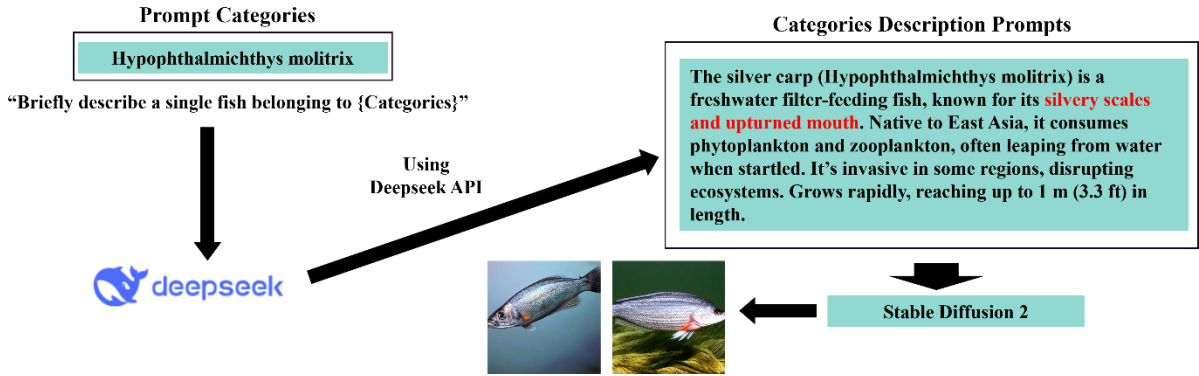 Prompt Categories
Hypophthalmichthys molitrix
“Briefly describe a single fish belonging to {Categories}”
deepseek
Using
Deepseek API
Categories Description Prompts
The silver carp (Hypophthalmichthys molitrix) is a
freshwater filter-feeding fish, known for its silvery scales
and upturned mouth. Native to East Asia, it consumes
phytoplankton and zooplankton, often leaping from water
when startled. It’s invasive in some regions, disrupting
ecosystems. Grows rapidly, reaching up to 1 m (3.3 ft) in
length.
Stable Diffusion 2